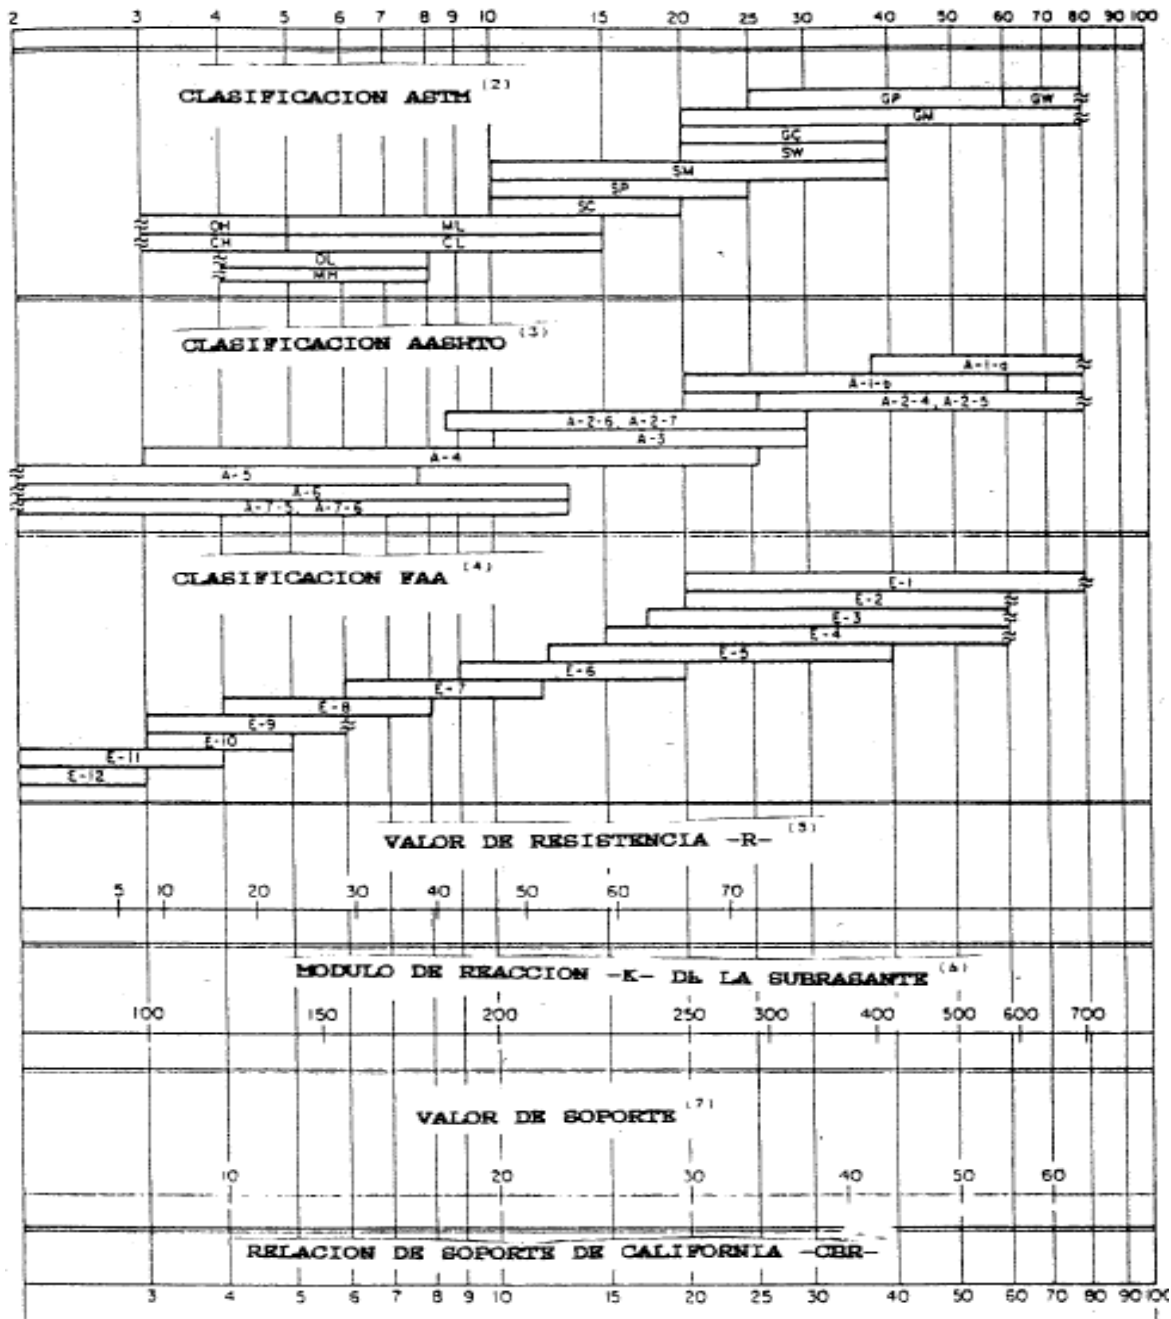 2 3 4 5 6 7 8 9 10 15 20 25 30 40 50 60 70 80 90 100
CLASIFICACION ASTM (2)
GP GW
GM
GC
SW
SM
SP
SC
OH ML
CH CL
OL
MH
CLASIFICACION AASHTO (3)
A-1-a
A-1-b
A-2-4, A-2-5
A-2-6, A-2-7
A-3
A-4
A-5
A-6
A-7-5, A-7-6
CLASIFICACION FAA (4)
E-1
E-2
E-3
E-4
E-5
E-6
E-7
E-8
E-9
E-10
E-11
E-12
VALOR DE RESISTENCIA -R- (5)
5 10 20 30 40 50 60 70
MODULO DE REACCION -K- DE LA SUBRASANTE (6)
100 150 200 250 300 400 500 600 700
VALOR DE SOPORTE (7)
10 20 30 40 50 60
RELACION DE SOPORTE DE CALIFORNIA -CBR-
3 4 5 6 7 8 9 10 15 20 25 30 40 50 60 70 80 90 100